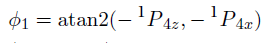 ϕ₁ = atan2(− ¹P₄z, − ¹P₄x)